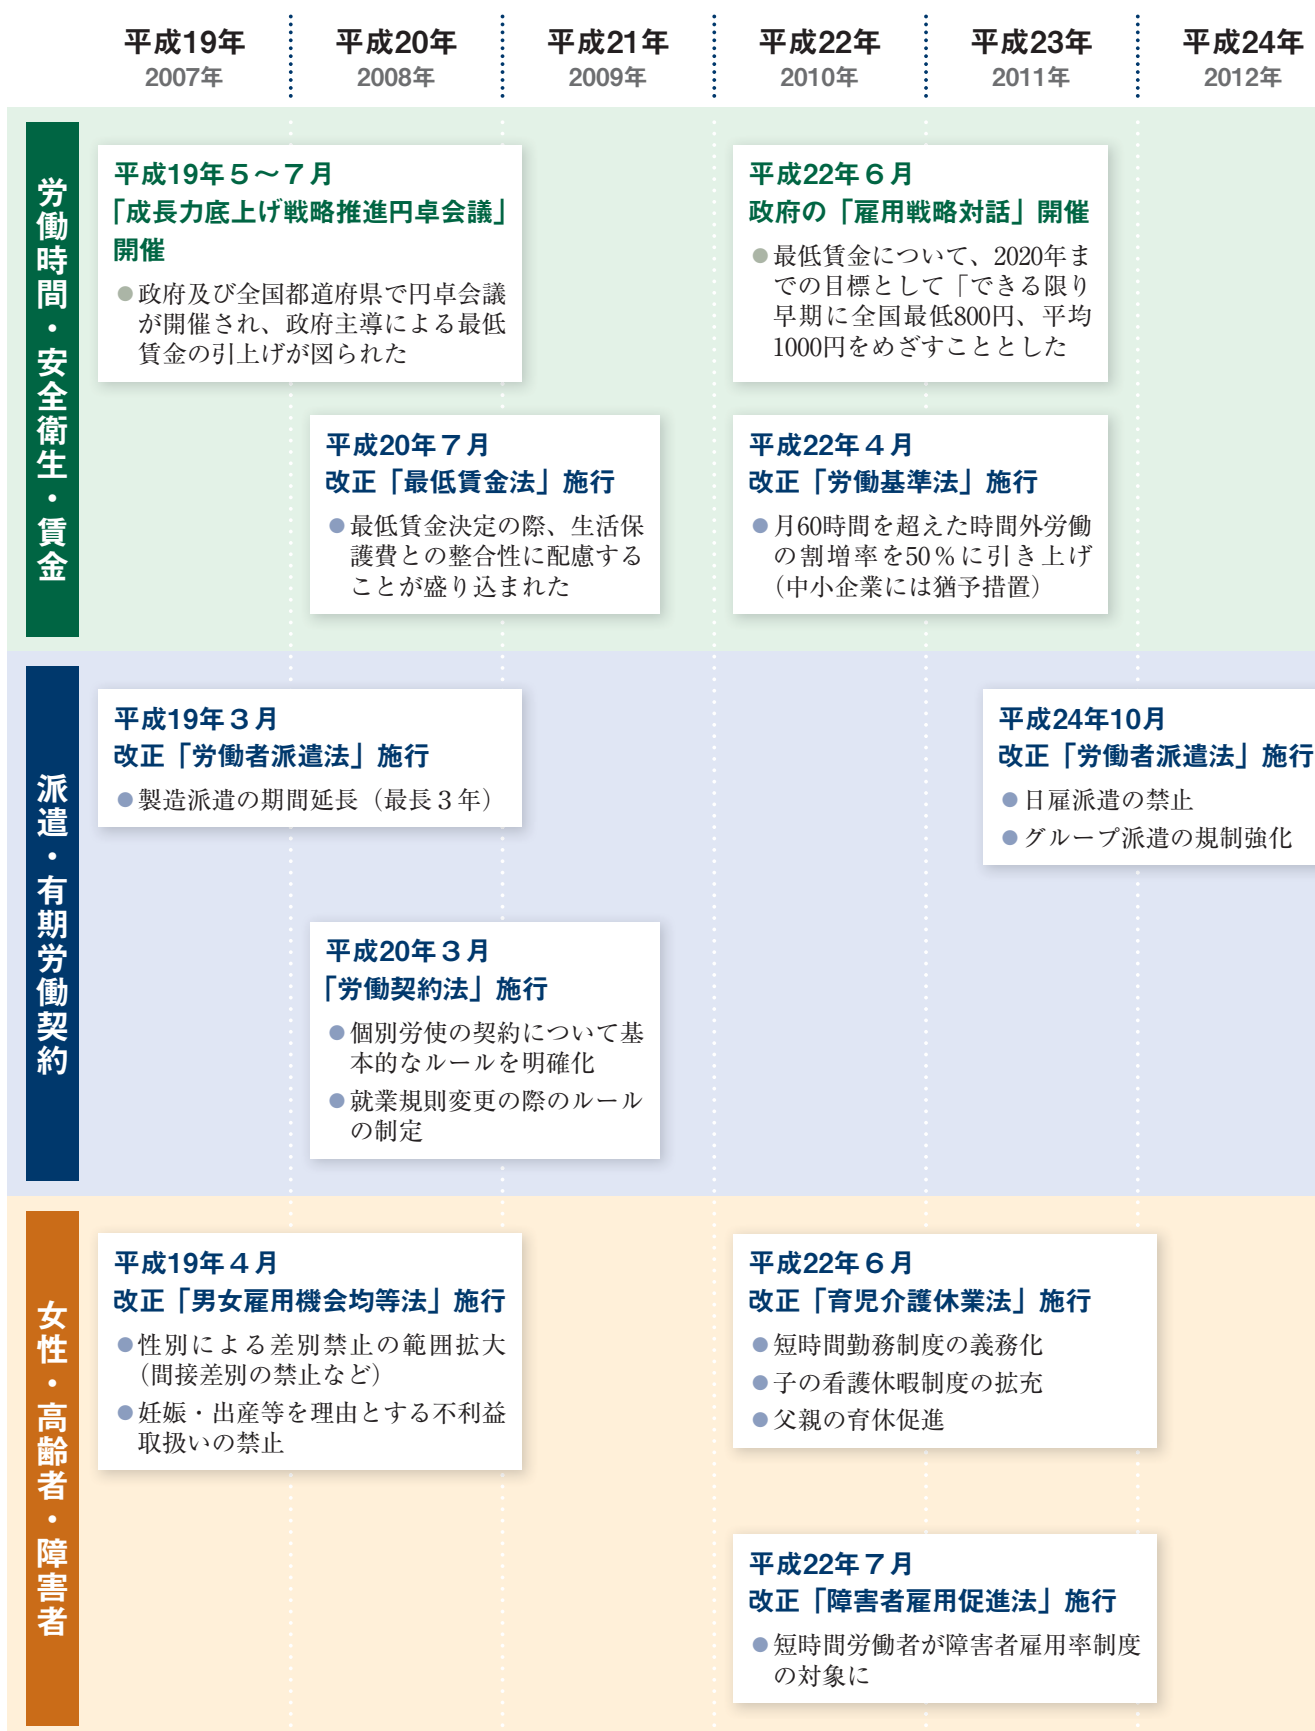 平成19年
2007年
平成20年
2008年
平成21年
2009年
平成22年
2010年
平成23年
2011年
平成24年
2012年
労働時間・安全衛生・賃金
平成19年5～7月
「成長力底上げ戦略推進円卓会議」
開催
●政府及び全国都道府県で円卓会議
が開催され、政府主導による最低
賃金の引上げが図られた
平成22年6月
政府の「雇用戦略対話」開催
●最低賃金について、2020年ま
での目標として「できる限り
早期に全国最低800円、平均
1000円をめざすこととした
平成20年7月
改正「最低賃金法」施行
●最低賃金決定の際、生活保
護費との整合性に配慮する
ことが盛り込まれた
平成22年4月
改正「労働基準法」施行
●月60時間を超えた時間外労働
の割増率を50％に引き上げ
（中小企業には猶予措置）
派遣・有期労働契約
平成19年3月
改正「労働者派遣法」施行
●製造派遣の期間延長（最長3年）
平成24年10月
改正「労働者派遣法」施行
●日雇派遣の禁止
●グループ派遣の規制強化
平成20年3月
「労働契約法」施行
●個別労使の契約について基
本的なルールを明確化
●就業規則変更の際のルール
の制定
女性・高齢者・障害者
平成19年4月
改正「男女雇用機会均等法」施行
●性別による差別禁止の範囲拡大
（間接差別の禁止など）
●妊娠・出産等を理由とする不利益
取扱いの禁止
平成22年6月
改正「育児介護休業法」施行
●短時間勤務制度の義務化
●子の看護休暇制度の拡充
●父親の育休促進
平成22年7月
改正「障害者雇用促進法」施行
●短時間労働者が障害者雇用率制度
の対象に